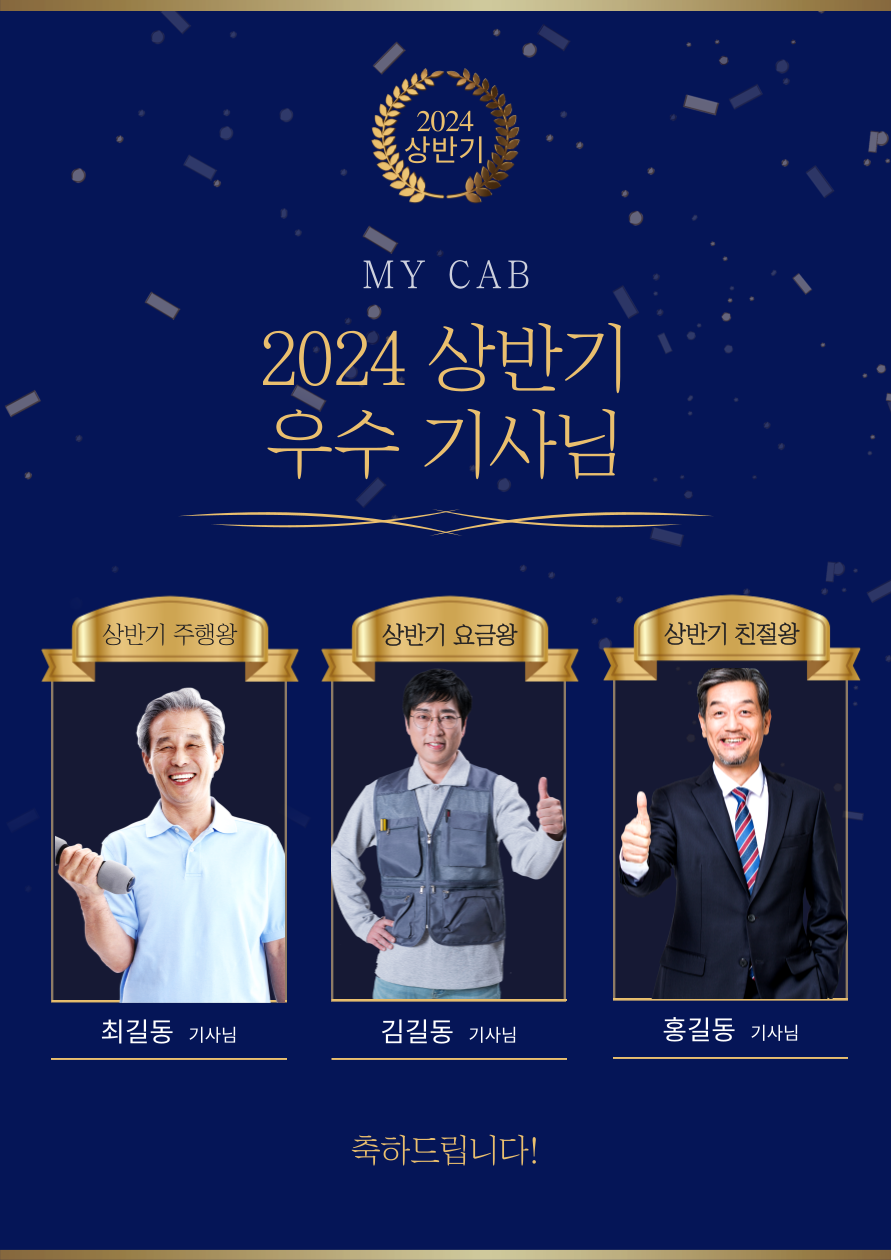 2024
상반기
MY CAB
2024 상반기
우수 기사님
상반기 주행왕
상반기 요금왕
상반기 친절왕
최길동 기사님
김길동 기사님
홍길동 기사님
축하드립니다!